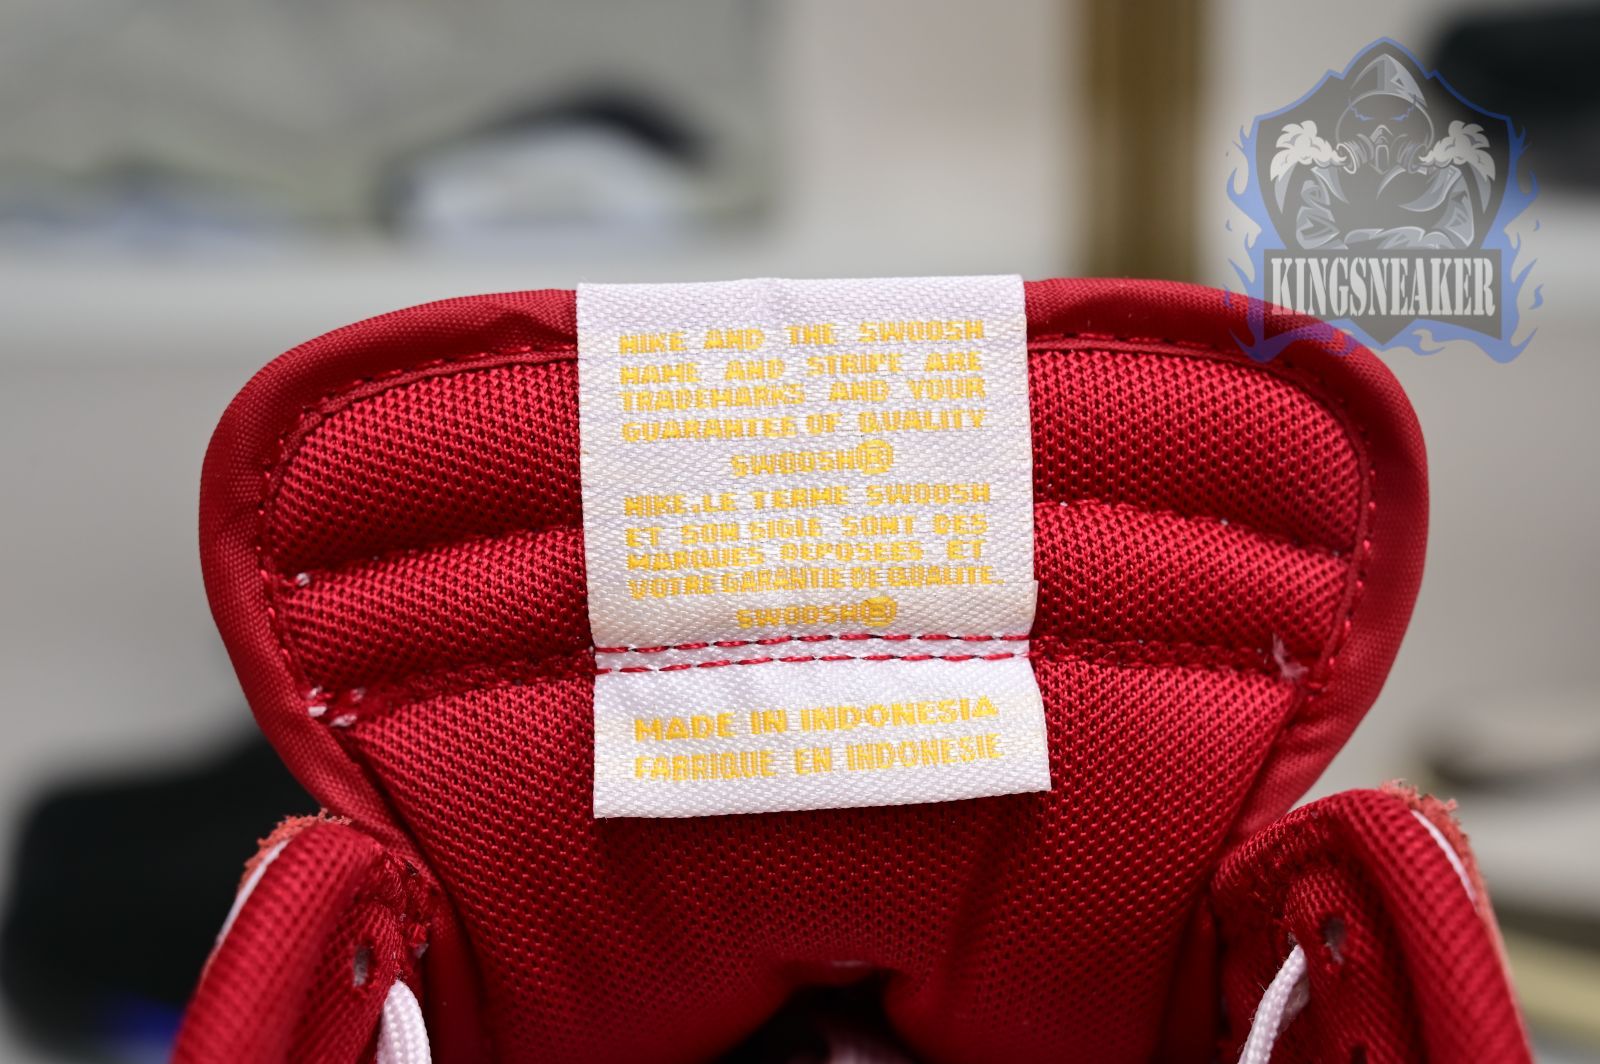 KINGSNEAKER
NIKE AND THE SWOOSH
NAME AND STRIPE ARE
TRADEMARKS AND YOUR
GUARANTEE OF QUALITY
SWOOSH®
NIKE,LE TERME SWOOSH
ET SON SIGLE SONT DES
MARQUES DEPOSEES ET
VOTRE GARANTIE DE QUALITE.
SWOOSH®
MADE IN INDONESIA
FABRIQUE EN INDONESIE